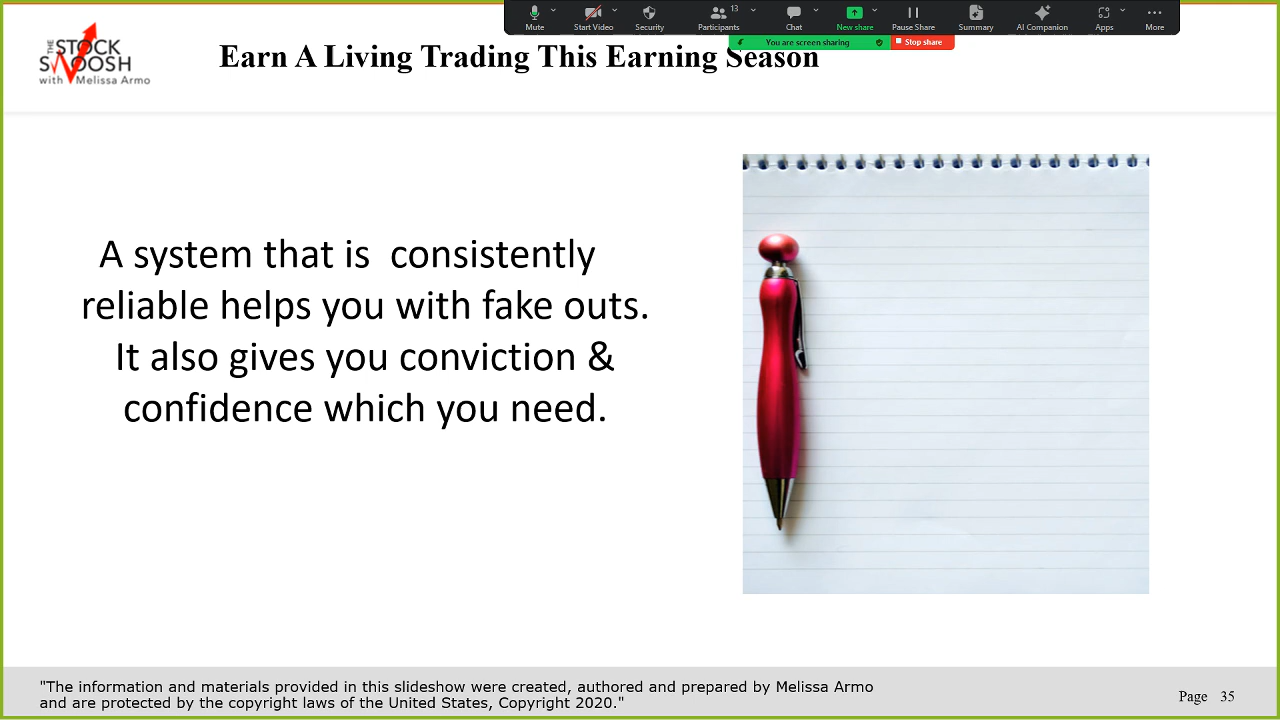 Mute
Start Video
Security
Participants
13
Chat
New share
Pause Share
Summary
AI Companion
Apps
More
You are screen sharing
Stop share
THE STOCK
SWOOSH
with Melissa Armo
Earn A Living Trading This Earning Season
A system that is  consistently
reliable helps you with fake outs.
It also gives you conviction &
confidence which you need.
"The information and materials provided in this slideshow were created, authored and prepared by Melissa Armo
and are protected by the copyright laws of the United States, Copyright 2020."
Page 35